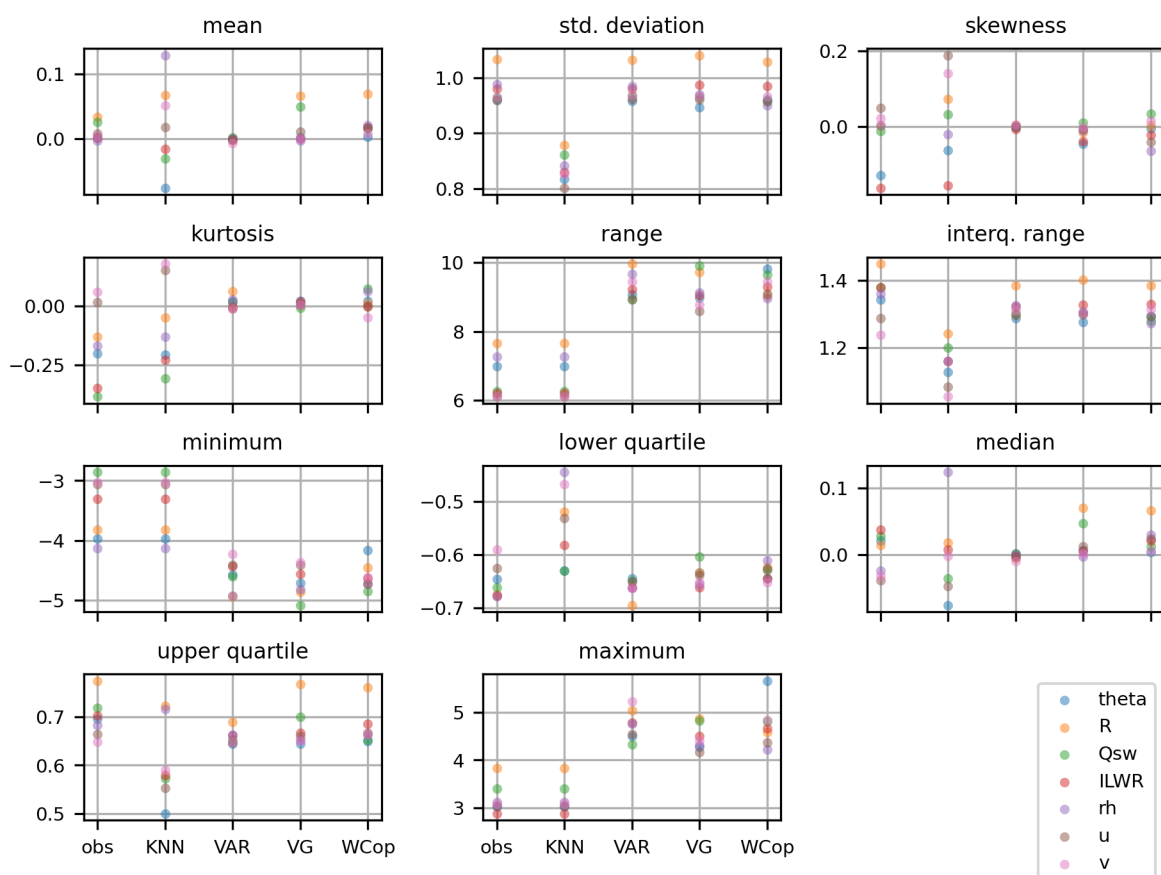 mean
0.1
0.0
std. deviation
1.0
0.9
0.8
skewness
0.2
0.0
kurtosis
0.00
−0.25
range
10
8
6
interq. range
1.4
1.2
minimum
−3
−4
−5
lower quartile
−0.5
−0.6
−0.7
median
0.1
0.0
upper quartile
0.7
0.6
0.5
obs KNN VAR VG WCop
maximum
5
4
3
obs KNN VAR VG WCop
theta
R
Qsw
ILWR
rh
u
v